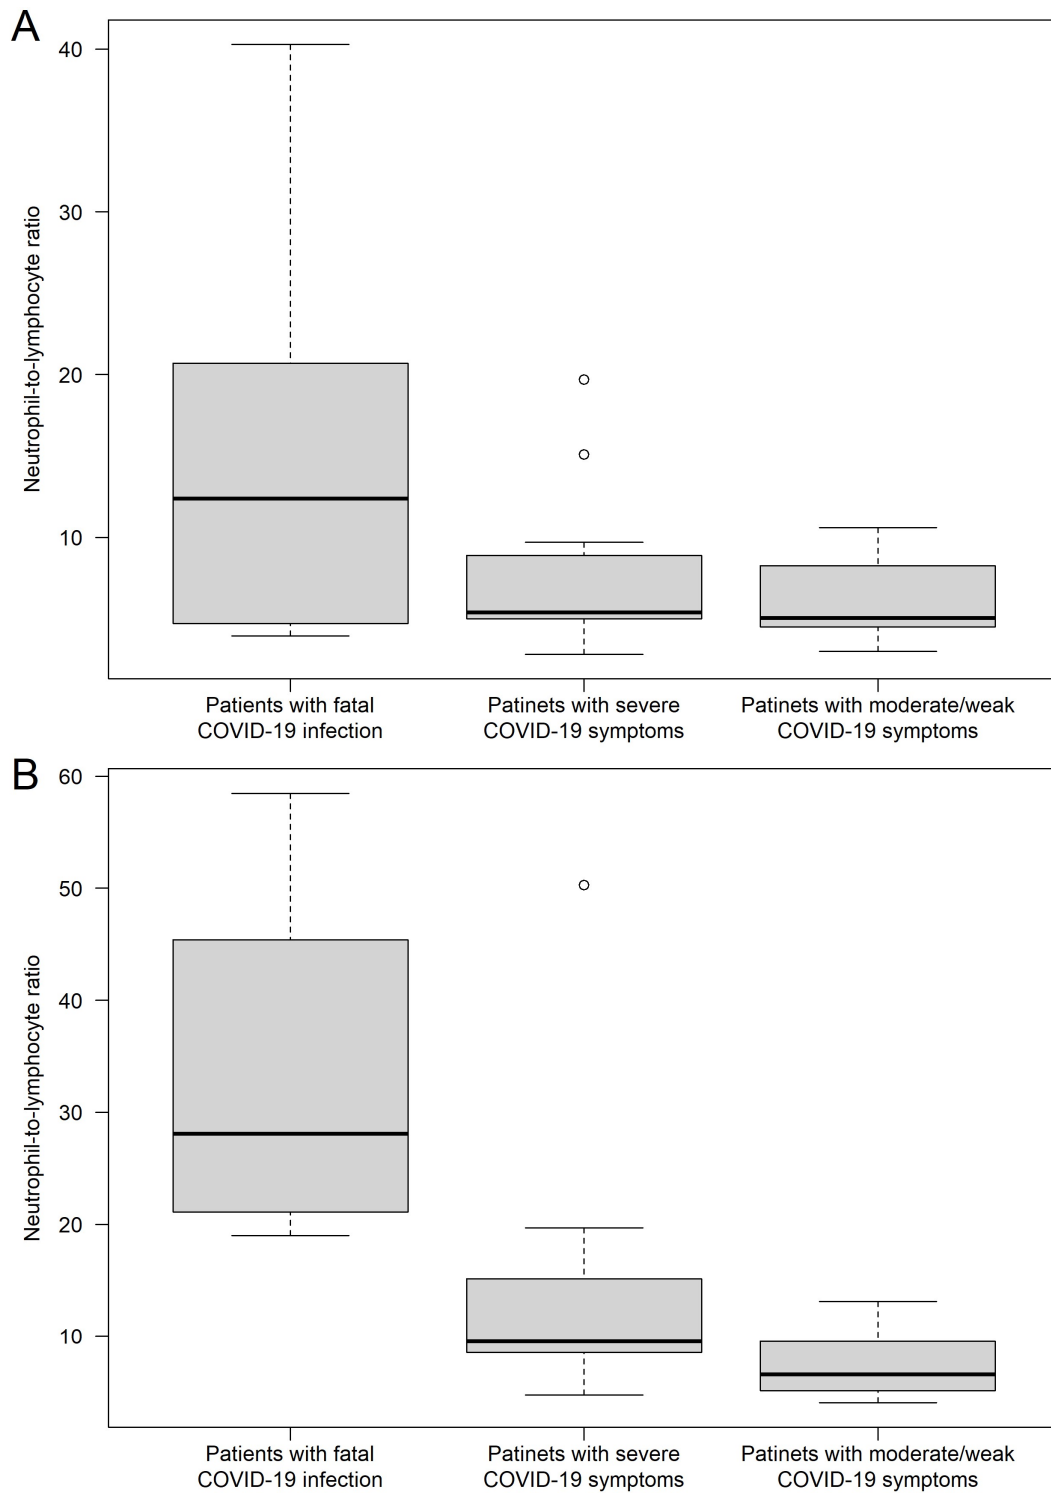 A
40
30
20
10
Neutrophil-to-lymphocyte ratio
Patients with fatal
COVID-19 infection
Patinets with severe
COVID-19 symptoms
Patinets with moderate/weak
COVID-19 symptoms
B
60
50
40
30
20
10
Neutrophil-to-lymphocyte ratio
Patients with fatal
COVID-19 infection
Patinets with severe
COVID-19 symptoms
Patinets with moderate/weak
COVID-19 symptoms